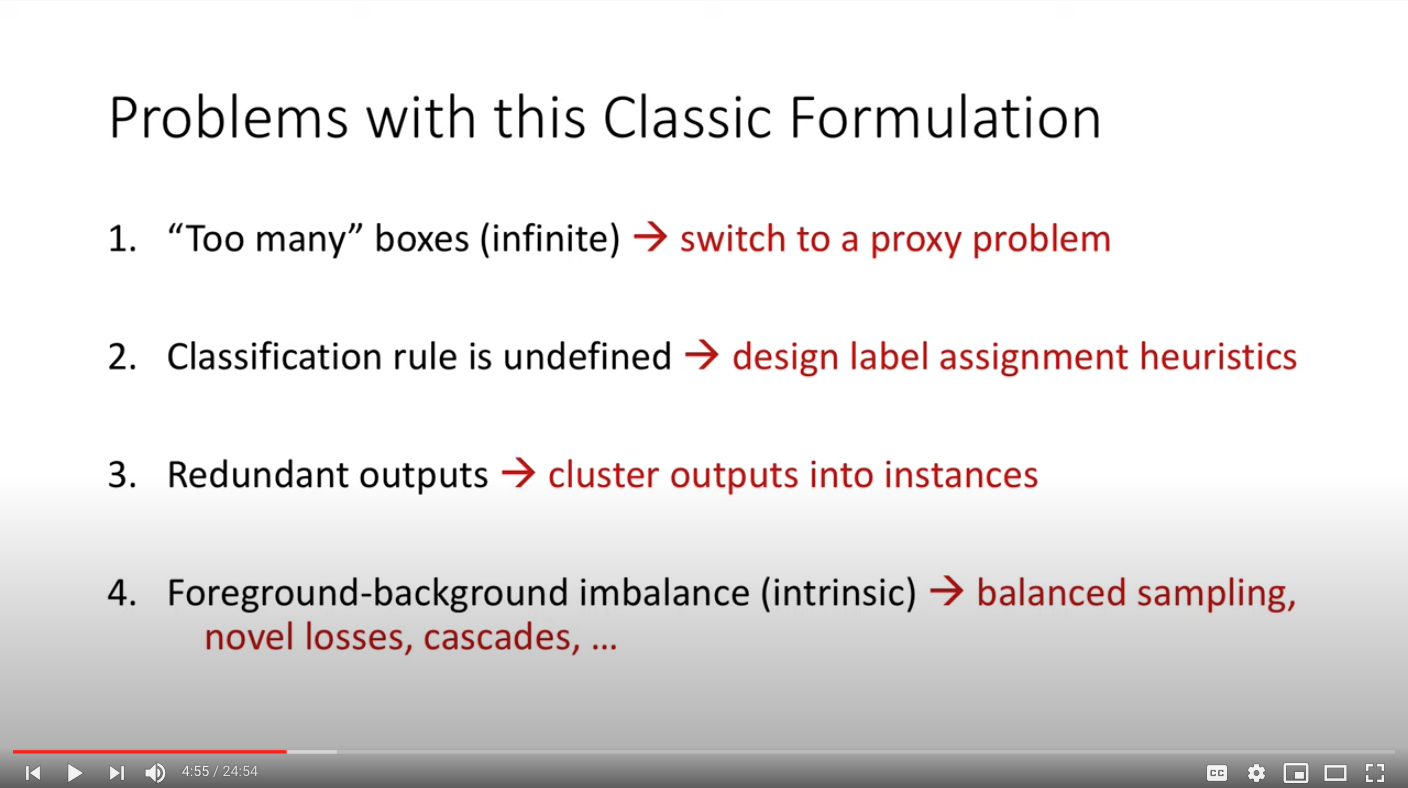 Problems with this Classic Formulation
1. “Too many” boxes (infinite) → switch to a proxy problem
2. Classification rule is undefined → design label assignment heuristics
3. Redundant outputs → cluster outputs into instances
4. Foreground-background imbalance (intrinsic) → balanced sampling,
novel losses, cascades, ...
4:55 / 24:54
CC